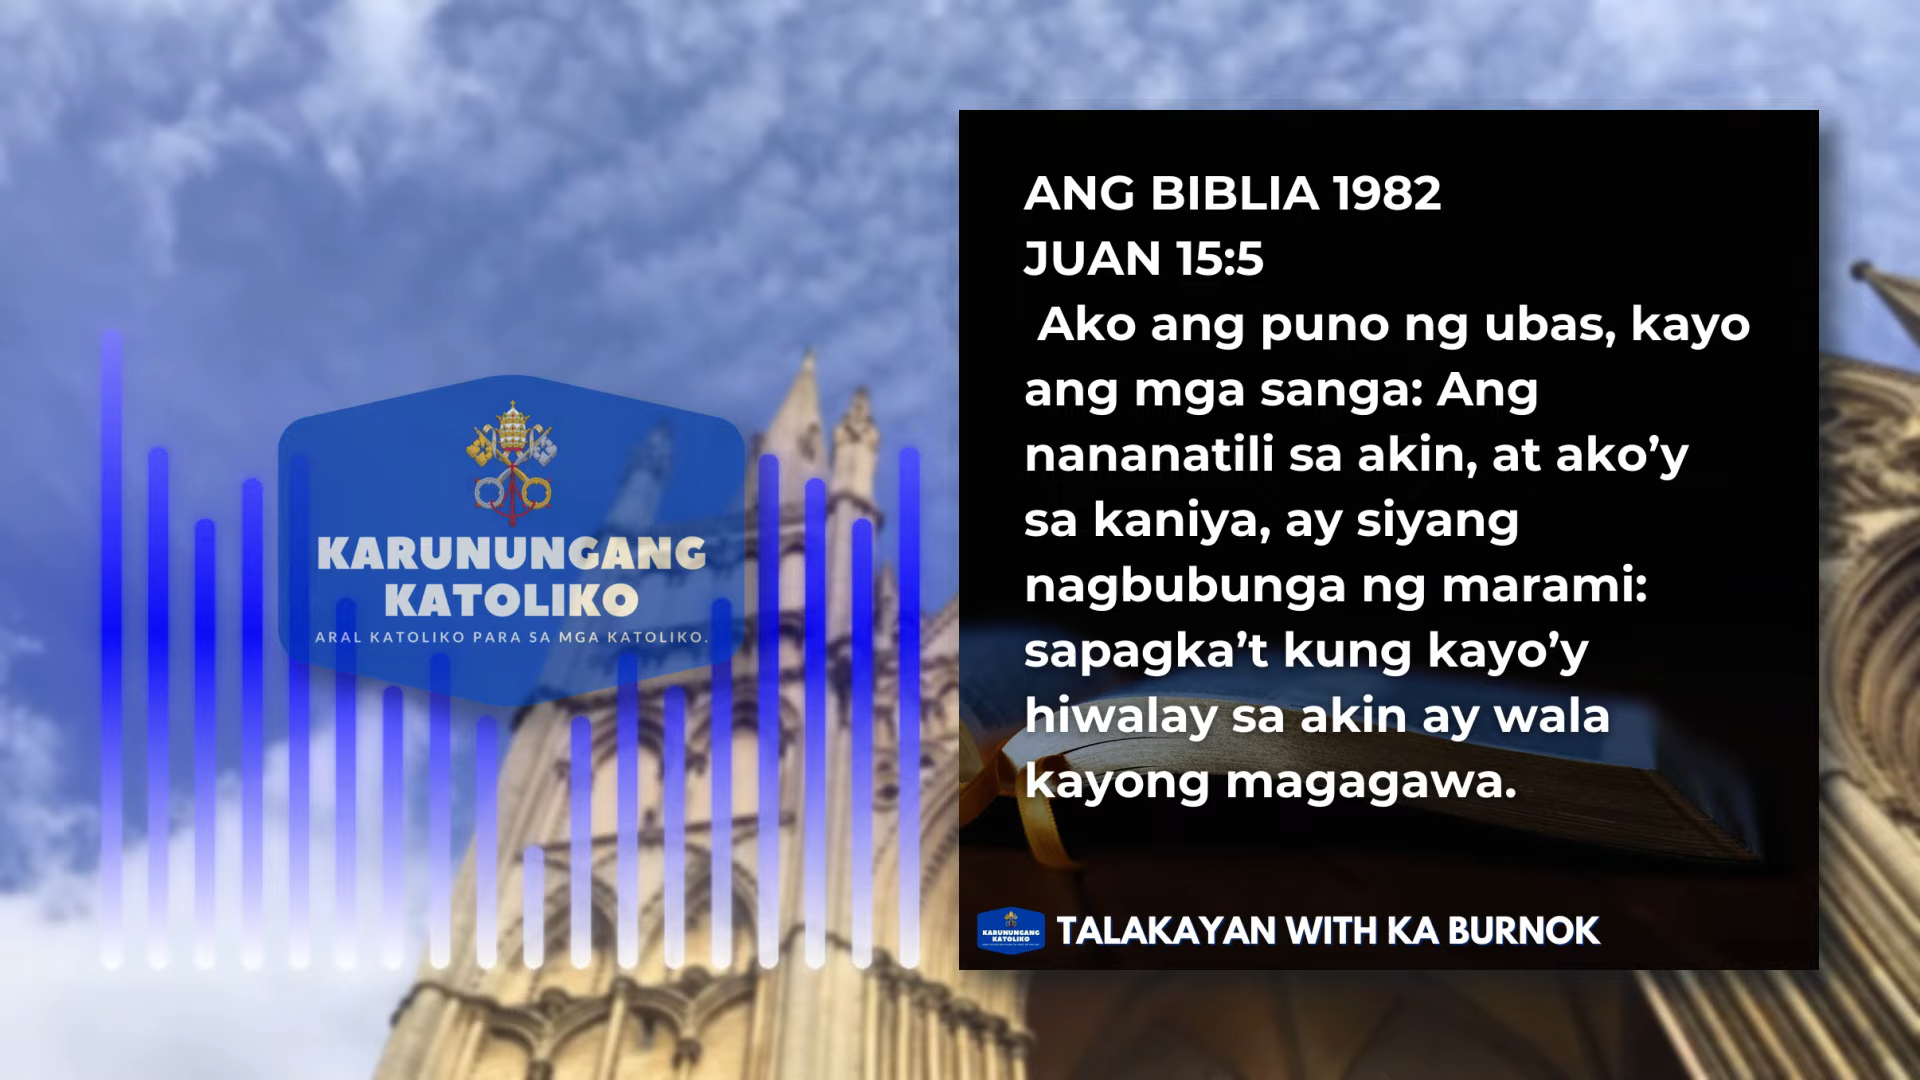 KARUNUNGANG
KATOLIKO
ARAL KATOLIKO PARA SA MGA KATOLIKO.
ANG BIBLIA 1982
JUAN 15:5
Ako ang puno ng ubas, kayo
ang mga sanga: Ang
nananatili sa akin, at ako’y
sa kaniya, ay siyang
nagbubunga ng marami:
sapagka’t kung kayo’y
hiwalay sa akin ay wala
kayong magagawa.
KARUNUNGANG
KATOLIKO
TALAKAYAN WITH KA BURNOK